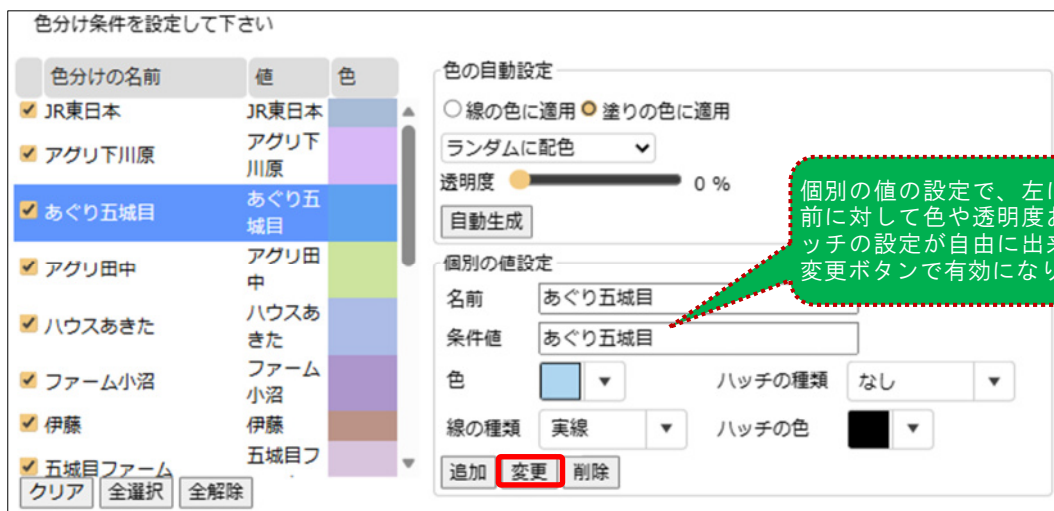 色分け条件を設定して下さい
色分けの名前 値 色
JR東日本 JR東日本
アグリ下川原 アグリ下
川原
あぐり五城目 あぐり五
城目
アグリ田中 アグリ田
中
ハウスあきた ハウスあ
きた
ファーム小沼 ファーム
小沼
伊藤 伊藤
五城目ファーム 五城目フ
クリア 全選択 全解除
色の自動設定
線の色に適用 塗りの色に適用
ランダムに配色
透明度 0 %
自動生成
個別の値設定
名前 あぐり五城目
条件値 あぐり五城目
色 ハッチの種類 なし
線の種類 実線 ハッチの色
追加 変更 削除
個別の値の設定で、左に
前に対して色や透明度
ッチの設定が自由に出来
変更ボタンで有効になり